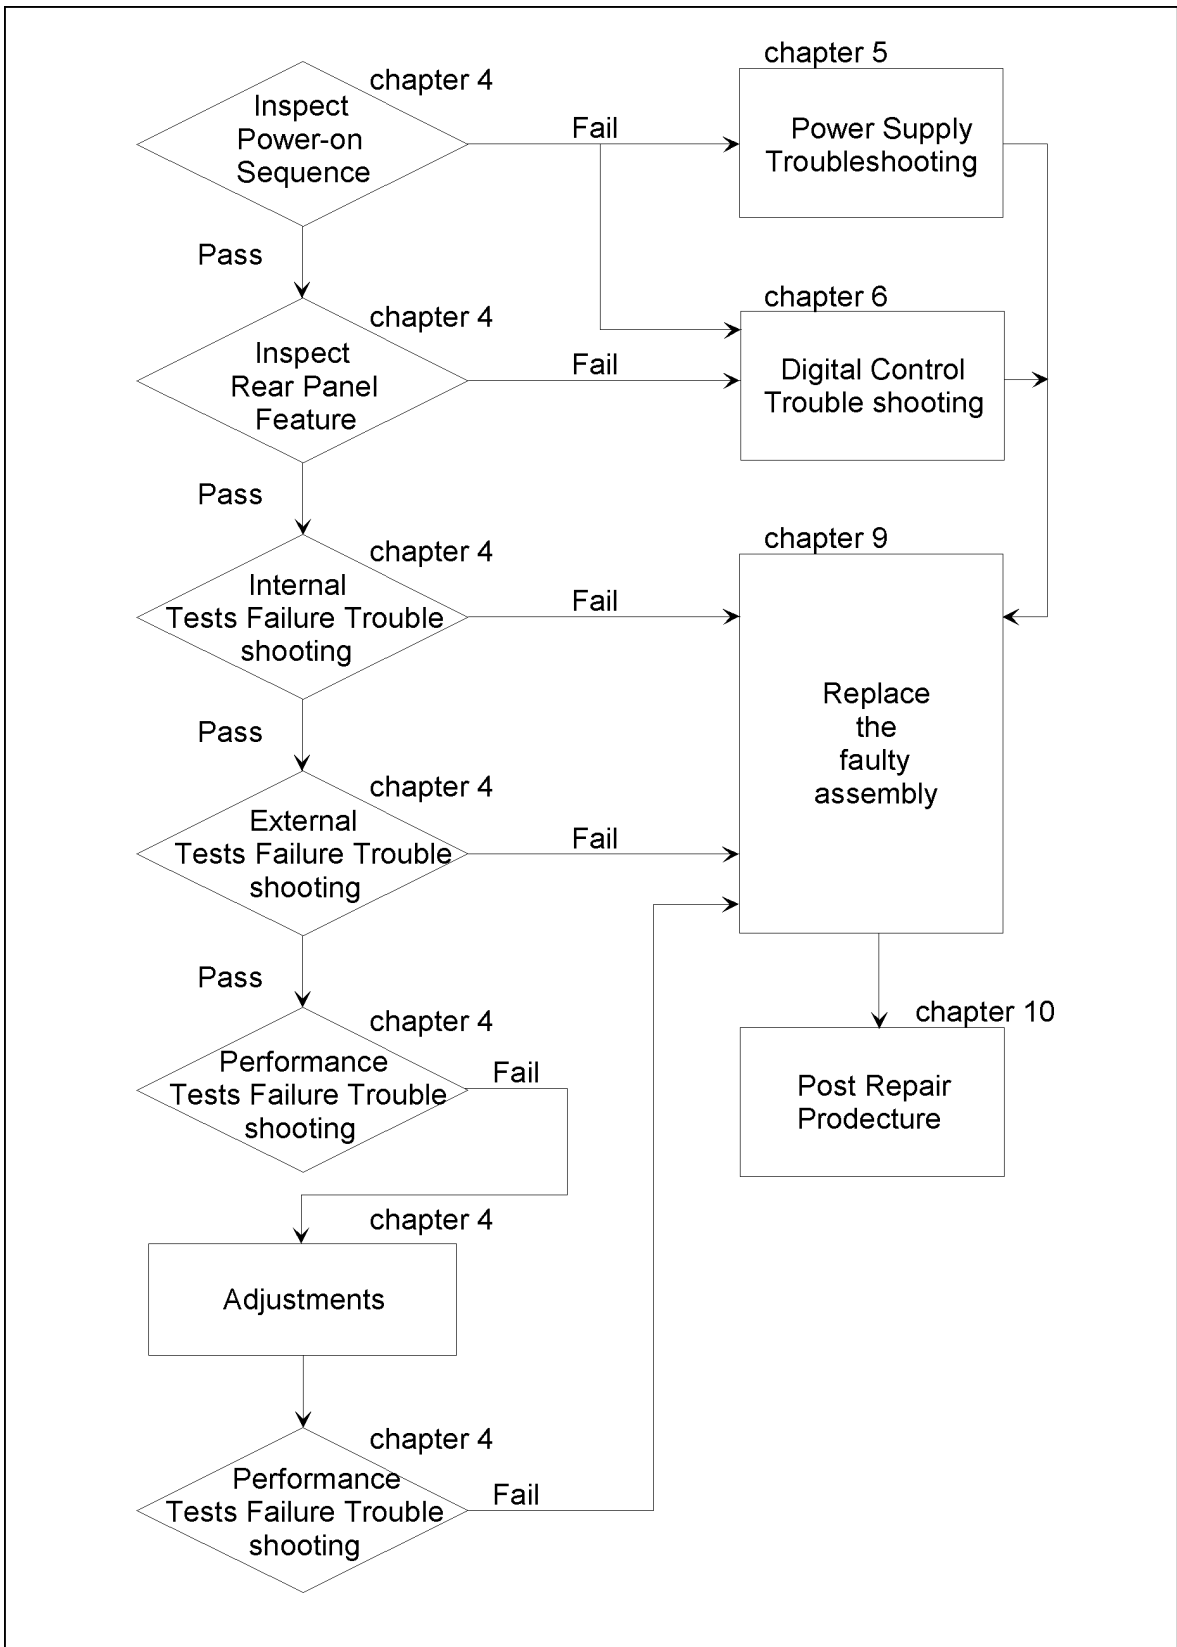 chapter 4
Inspect
Power-on
Sequence
Fail
chapter 5
Power Supply
Troubleshooting
Pass
chapter 4
Inspect
Rear Panel
Feature
Fail
chapter 6
Digital Control
Trouble shooting
Pass
chapter 4
Internal
Tests Failure Trouble
shooting
Fail
chapter 9
Replace
the
faulty
assembly
Pass
chapter 4
External
Tests Failure Trouble
shooting
Fail
Pass
chapter 4
Performance
Tests Failure Trouble
shooting
Fail
chapter 10
Post Repair
Prodecture
chapter 4
Adjustments
chapter 4
Performance
Tests Failure Trouble
shooting
Fail